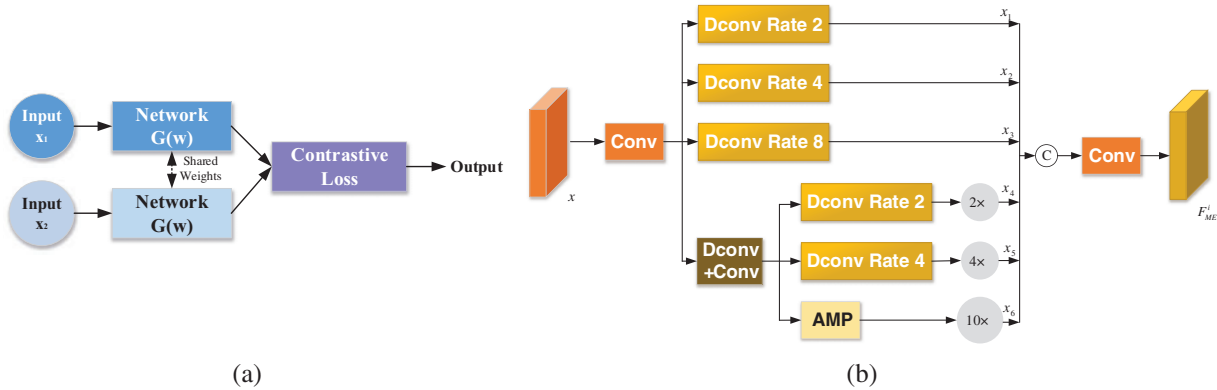 Input
x1
Network
G(w)
Shared
Weights
Input
x2
Network
G(w)
Contrastive
Loss
Output
(a)
x
Conv
Dconv Rate 2
x1
Dconv Rate 4
x2
Dconv Rate 8
x3
Dconv
+Conv
Dconv Rate 2
2×
x4
Dconv Rate 4
4×
x5
AMP
10×
x6
C
Conv
F^i_ME
(b)